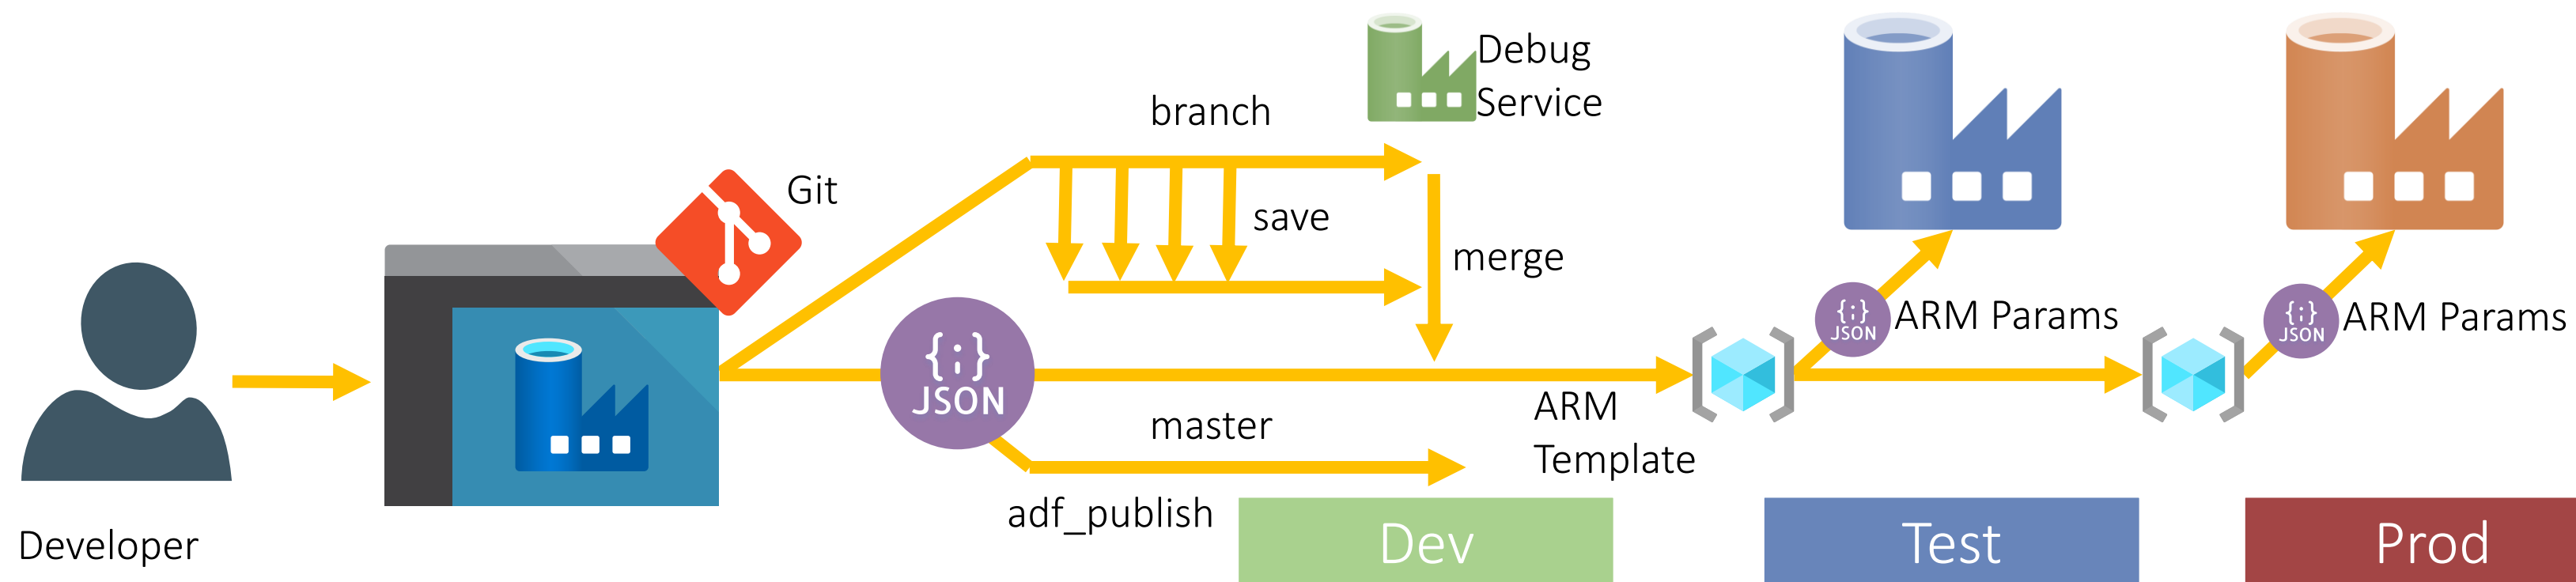 Developer
Git
branch
save
Debug
Service
merge
{;}
JSON
master
adf_publish
ARM
Template
{;}
JSON
ARM Params
{;}
JSON
ARM Params
Dev
Test
Prod